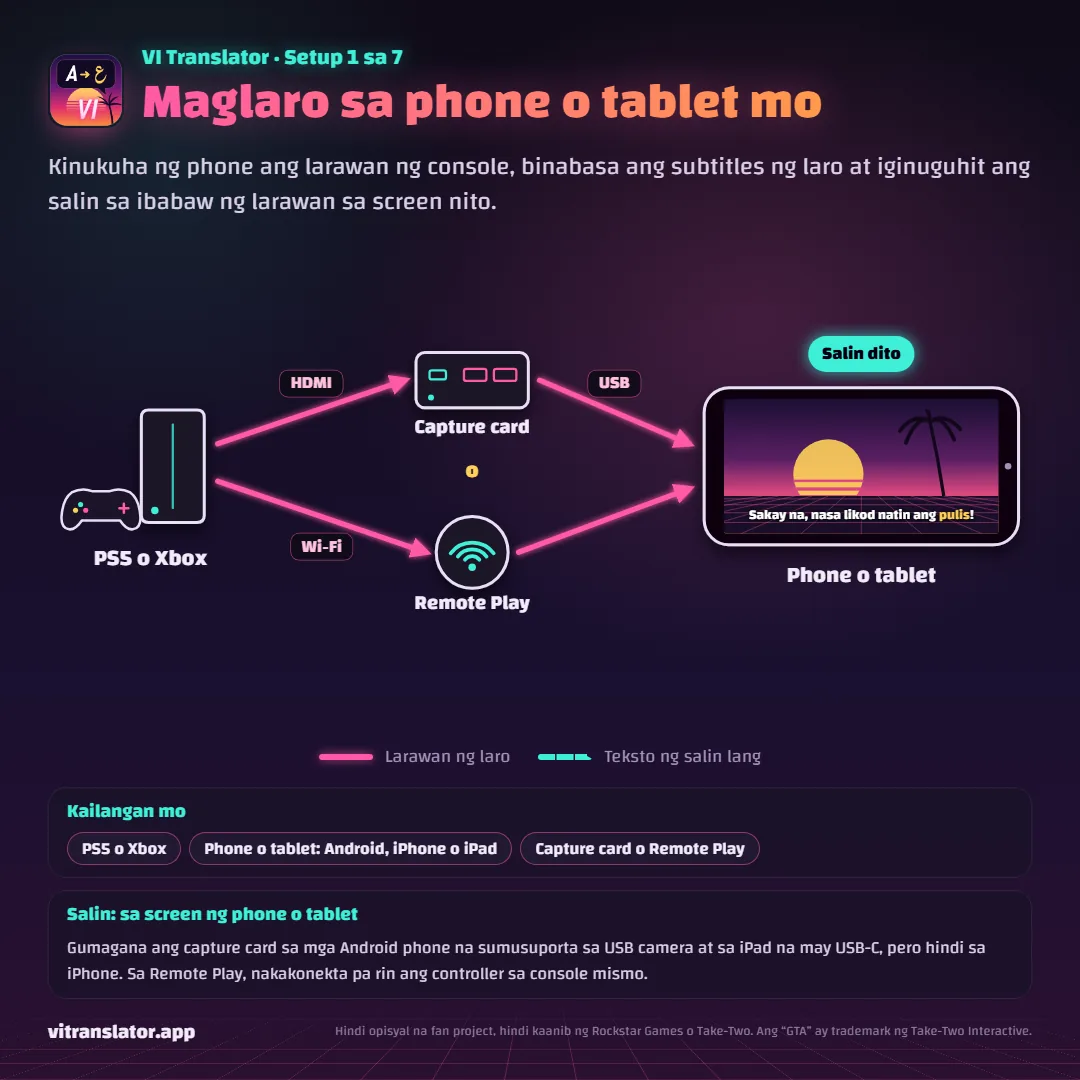 A→ع
VI
VI Translator · Setup 1 sa 7
Maglaro sa phone o tablet mo
Kinukuha ng phone ang larawan ng console, binabasa ang subtitles ng laro at iginuguhit ang
salin sa ibabaw ng larawan sa screen nito.
Salin dito
HDMI
USB
Capture card
o
Sakay na, nasa likod natin ang pulis!
Wi-Fi
PS5 o Xbox
Phone o tablet
Remote Play
Larawan ng laro
Teksto ng salin lang
Kailangan mo
PS5 o Xbox
Phone o tablet: Android, iPhone o iPad
Capture card o Remote Play
Salin: sa screen ng phone o tablet
Gumagana ang capture card sa mga Android phone na sumusuporta sa USB camera at sa iPad na may USB-C, pero hindi sa
iPhone. Sa Remote Play, nakakonekta pa rin ang controller sa console mismo.
vitranslator.app
Hindi opisyal na fan project, hindi kaanib ng Rockstar Games o Take-Two. Ang “GTA” ay trademark ng Take-Two Interactive.